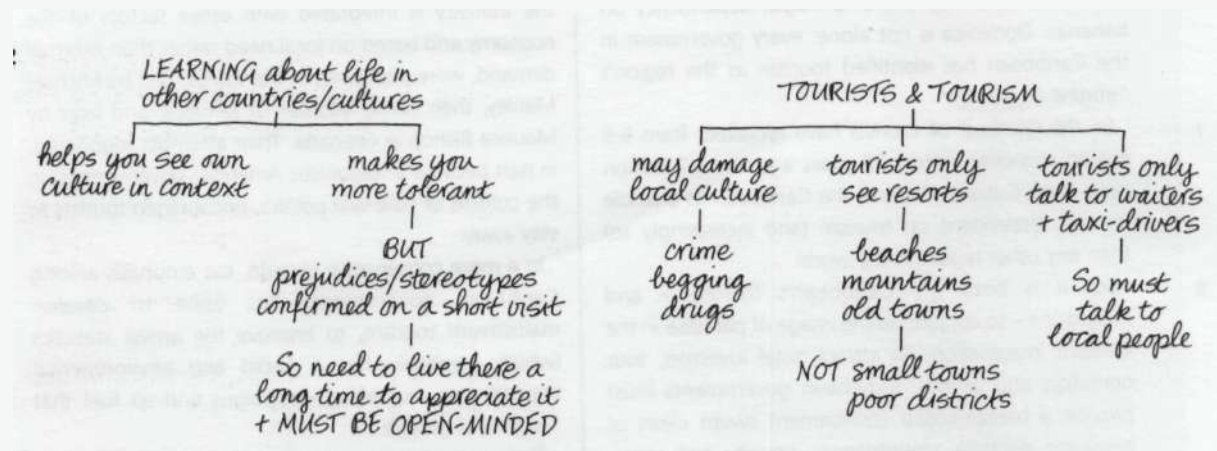 LEARNING about life in
other countries/cultures
helps you see own
culture in context
makes you
more tolerant
BUT
prejudices/stereotypes
confirmed on a short visit
So need to live there a
long time to appreciate it
+ MUST BE OPEN-MINDED
TOURISTS & TOURISM
may damage
local culture
crime
begging
drugs
tourists only
see resorts
beaches
mountains
old towns
NOT small towns
poor districts
tourists only
talk to waiters
+ taxi-drivers
So must
talk to
local people